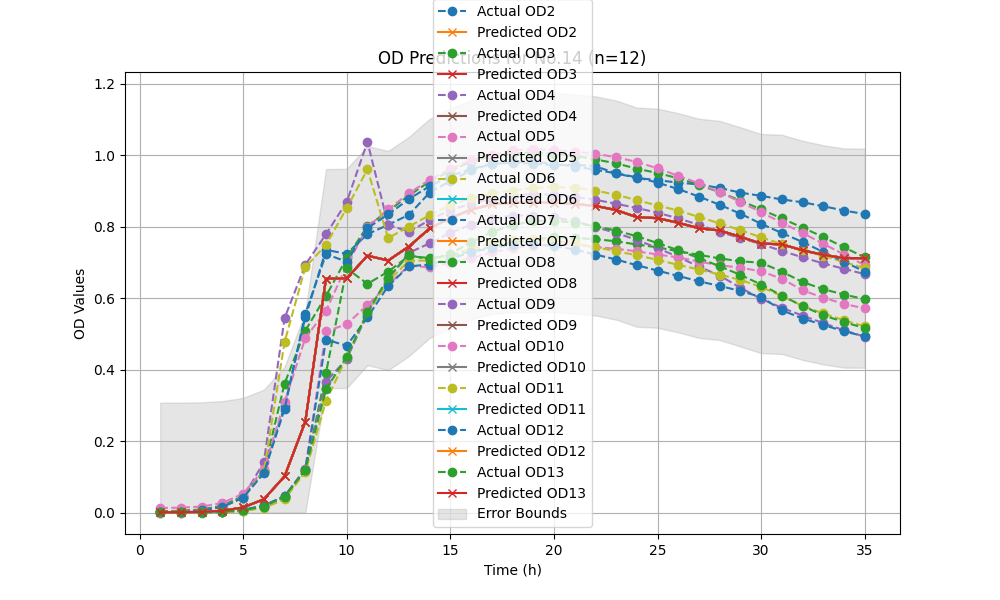 OD Predictions for No.14 (n=12)
Actual OD2
Predicted OD2
Actual OD3
Predicted OD3
Actual OD4
Predicted OD4
Actual OD5
Predicted OD5
Actual OD6
Predicted OD6
Actual OD7
Predicted OD7
Actual OD8
Predicted OD8
Actual OD9
Predicted OD9
Actual OD10
Predicted OD10
Actual OD11
Predicted OD11
Actual OD12
Predicted OD12
Actual OD13
Predicted OD13
Error Bounds
OD Values
1.2
1.0
0.8
0.6
0.4
0.2
0.0
0 5 10 15 20 25 30 35
Time (h)